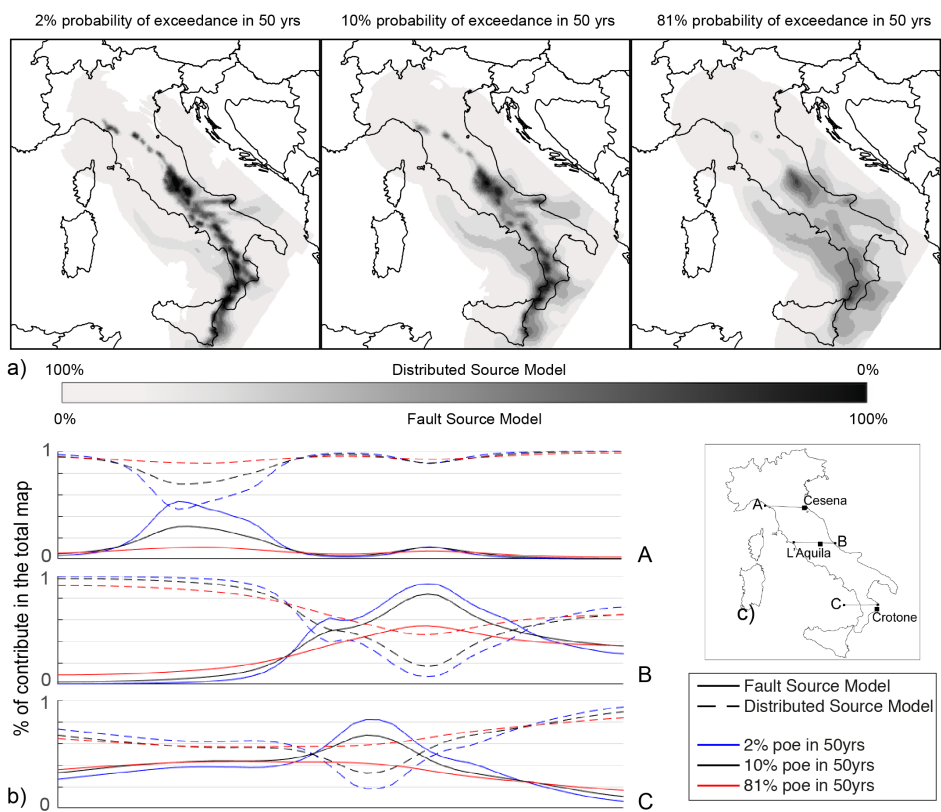 2% probability of exceedance in 50 yrs
10% probability of exceedance in 50 yrs
81% probability of exceedance in 50 yrs
a)
100%
Distributed Source Model
0%
0%
Fault Source Model
100%
% of contribute in the total map
1
0
A
1
0
B
1
0
C
b)
A
Cesena
L'Aquila
B
C
Crotone
c)
Fault Source Model
Distributed Source Model
2% poe in 50yrs
10% poe in 50yrs
81% poe in 50yrs